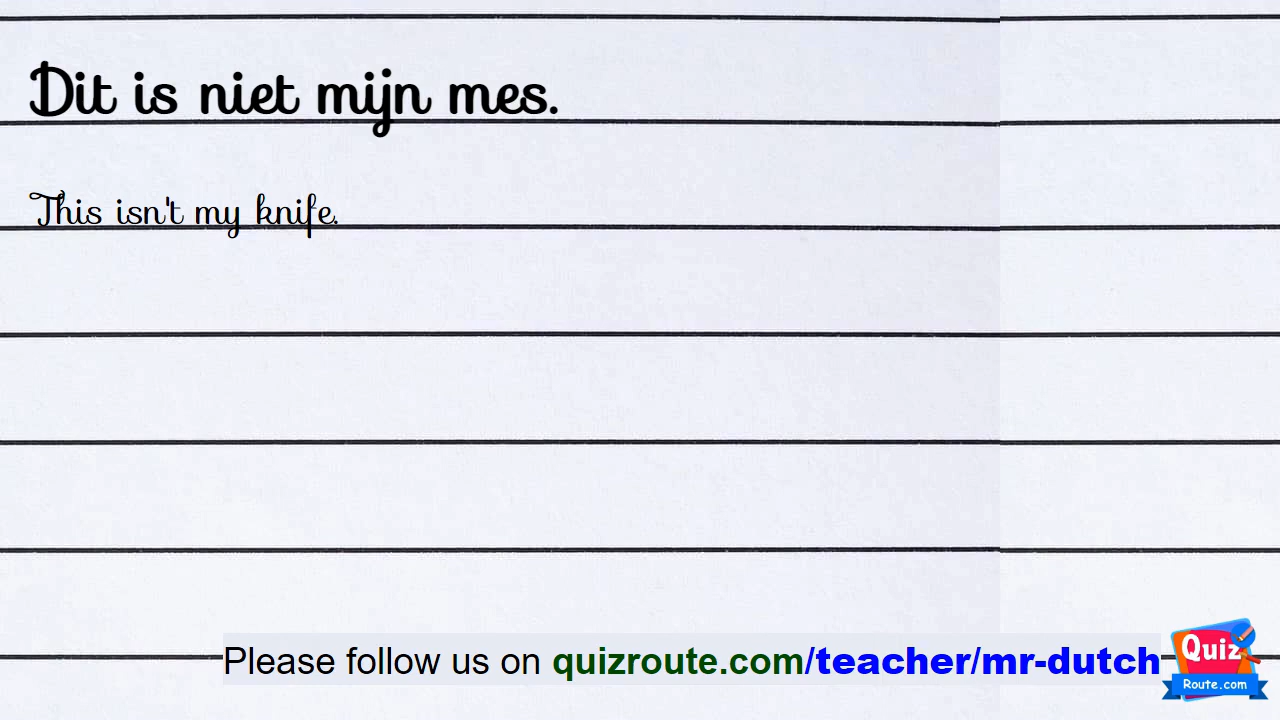 Dit is niet mijn mes.
This isn't my knife.
Please follow us on quizroute.com/teacher/mr-dutch
Quiz
Route.com